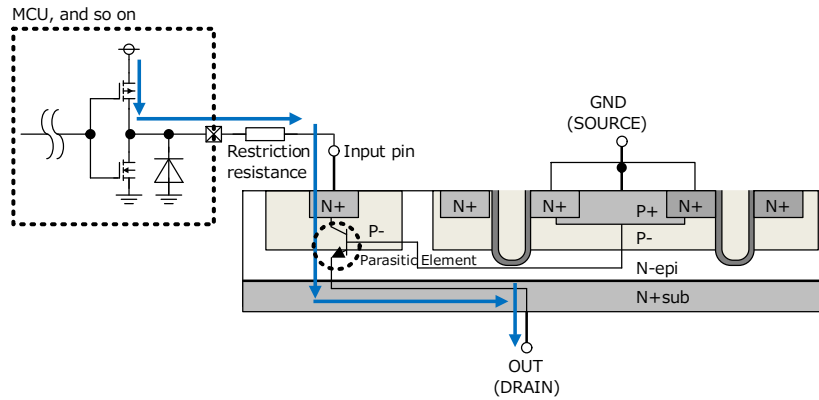 MCU, and so on
GND
(SOURCE)
Restriction
resistance
Input pin
N+
N+
N+
P+
N+
N+
P-
P-
Parasitic Element
N-epi
N+sub
OUT
(DRAIN)